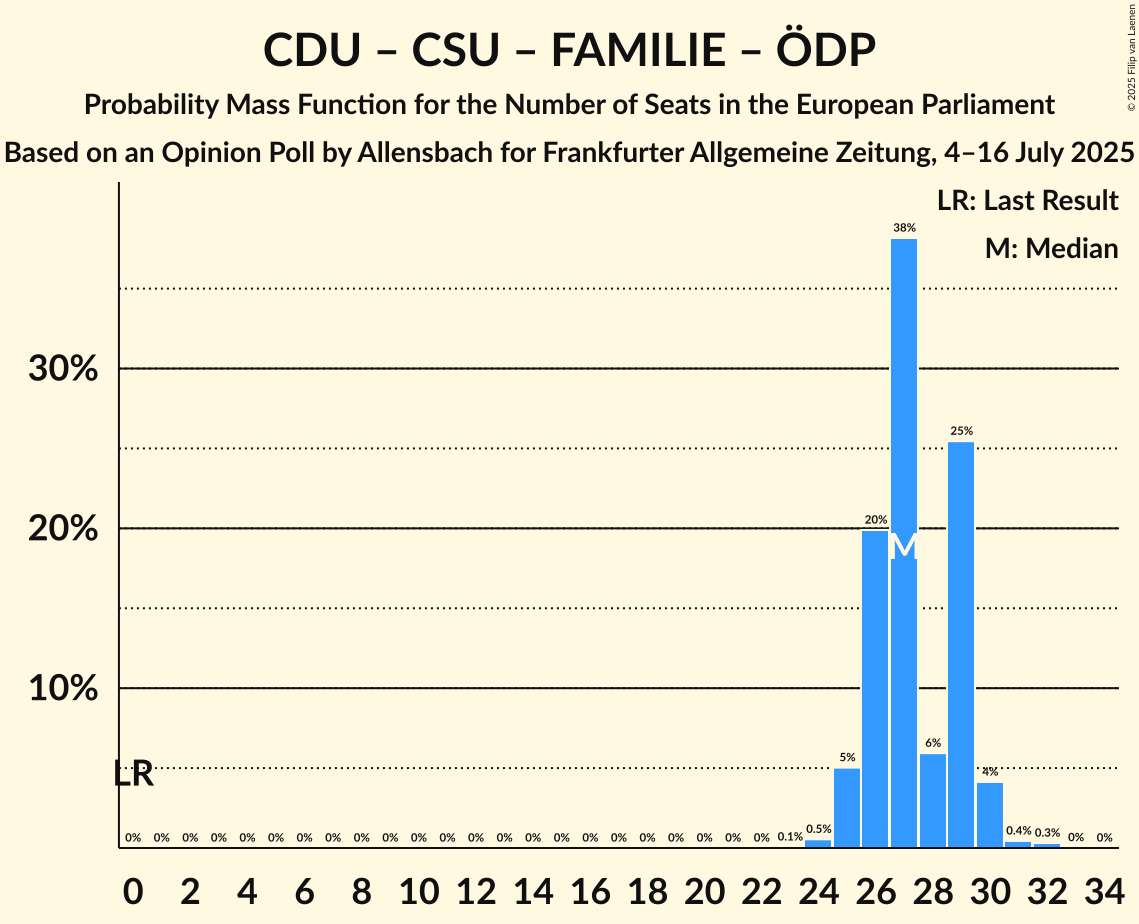 CDU – CSU – FAMILIE – ÖDP
Probability Mass Function for the Number of Seats in the European Parliament
Based on an Opinion Poll by Allensbach for Frankfurter Allgemeine Zeitung, 4–16 July 2025
© 2025 Filip van Laenen
LR: Last Result
M: Median
38%
30%
25%
20%
20%
M
10%
6%
5%
4%
LR
0% 0% 0% 0% 0% 0% 0% 0% 0% 0% 0% 0% 0% 0% 0% 0% 0% 0% 0% 0% 0% 0% 0% 0.1% 0.5% 0.4% 0.3% 0% 0%
0 2 4 6 8 10 12 14 16 18 20 22 24 26 28 30 32 34